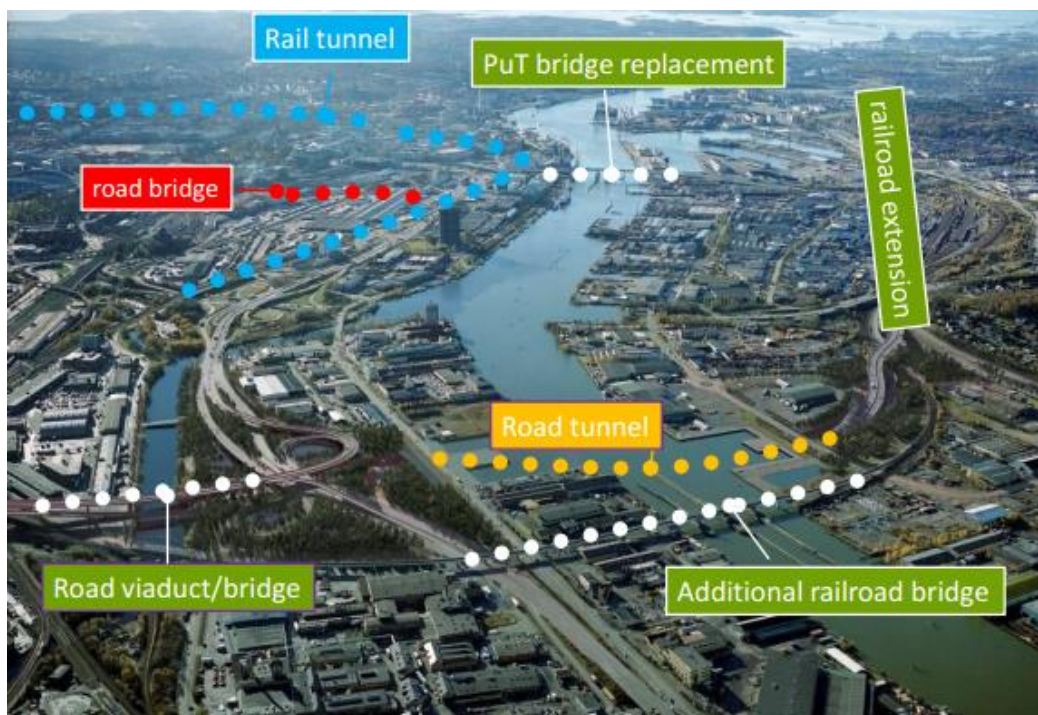 Rail tunnel
PuT bridge replacement
railroad extension
road bridge
Road tunnel
Road viaduct/bridge
Additional railroad bridge